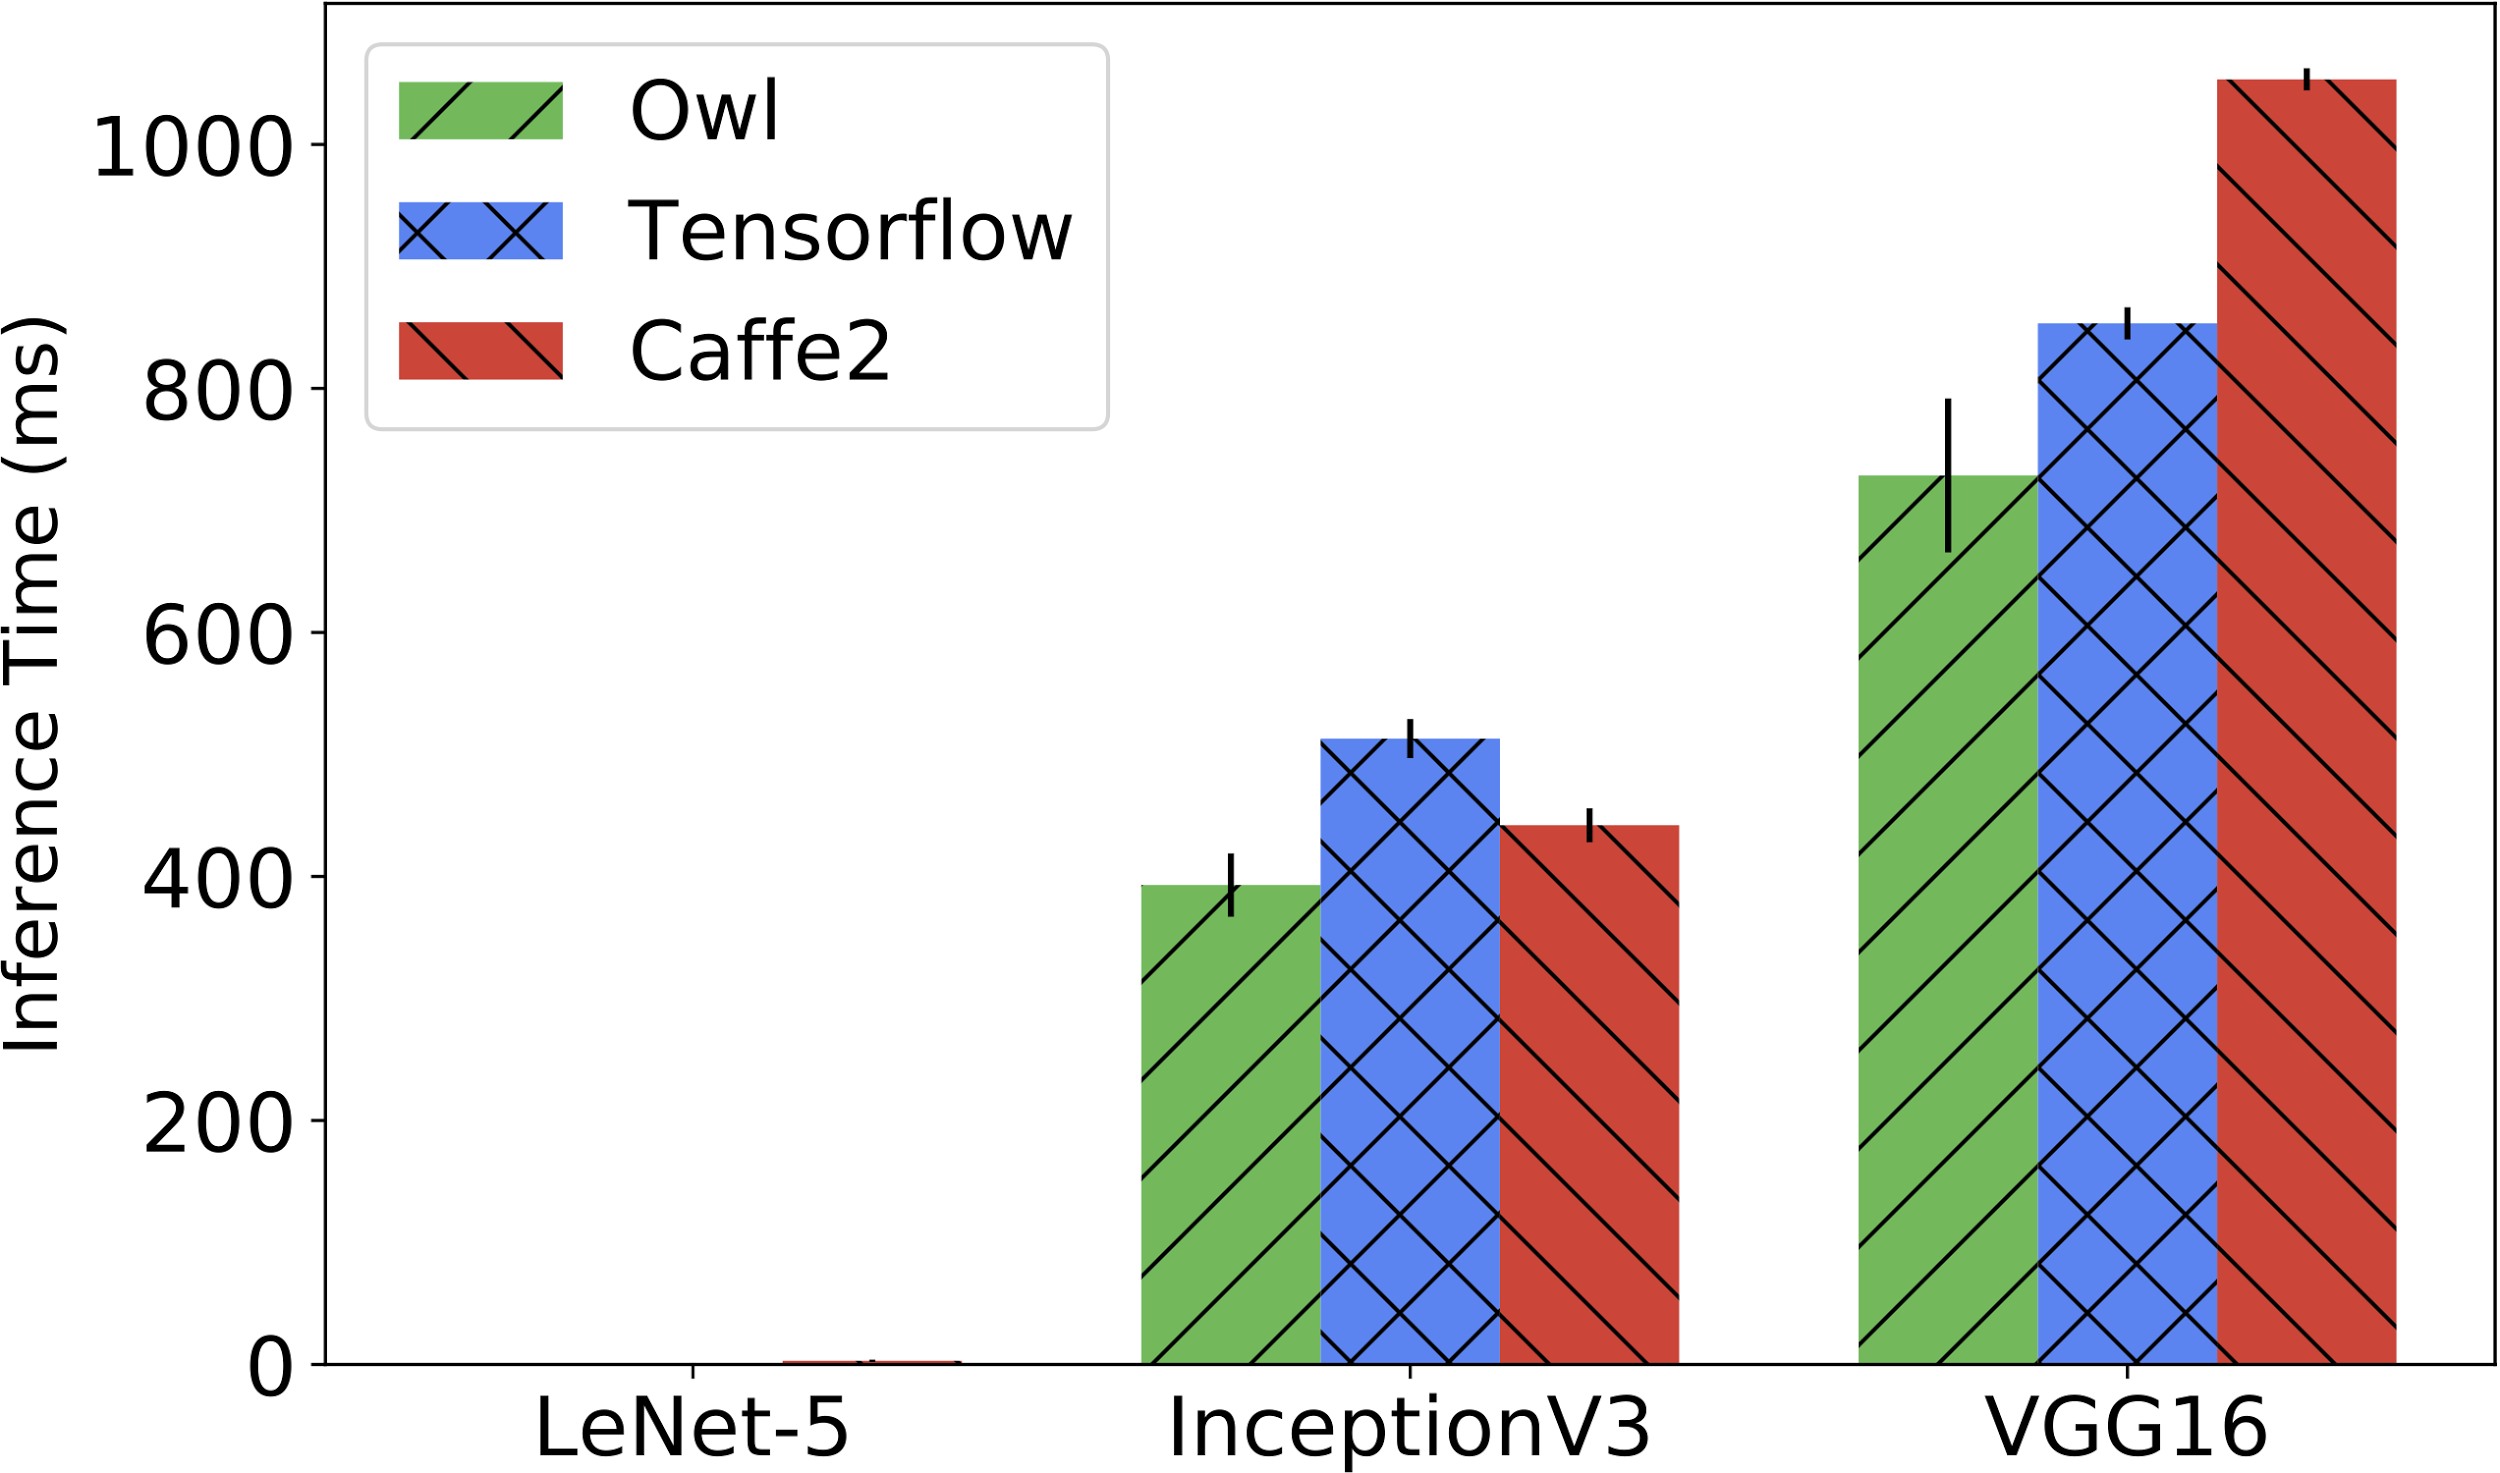 Owl
Tensorflow
Caffe2
Inference Time (ms)
1000
800
600
400
200
0
LeNet-5
InceptionV3
VGG16